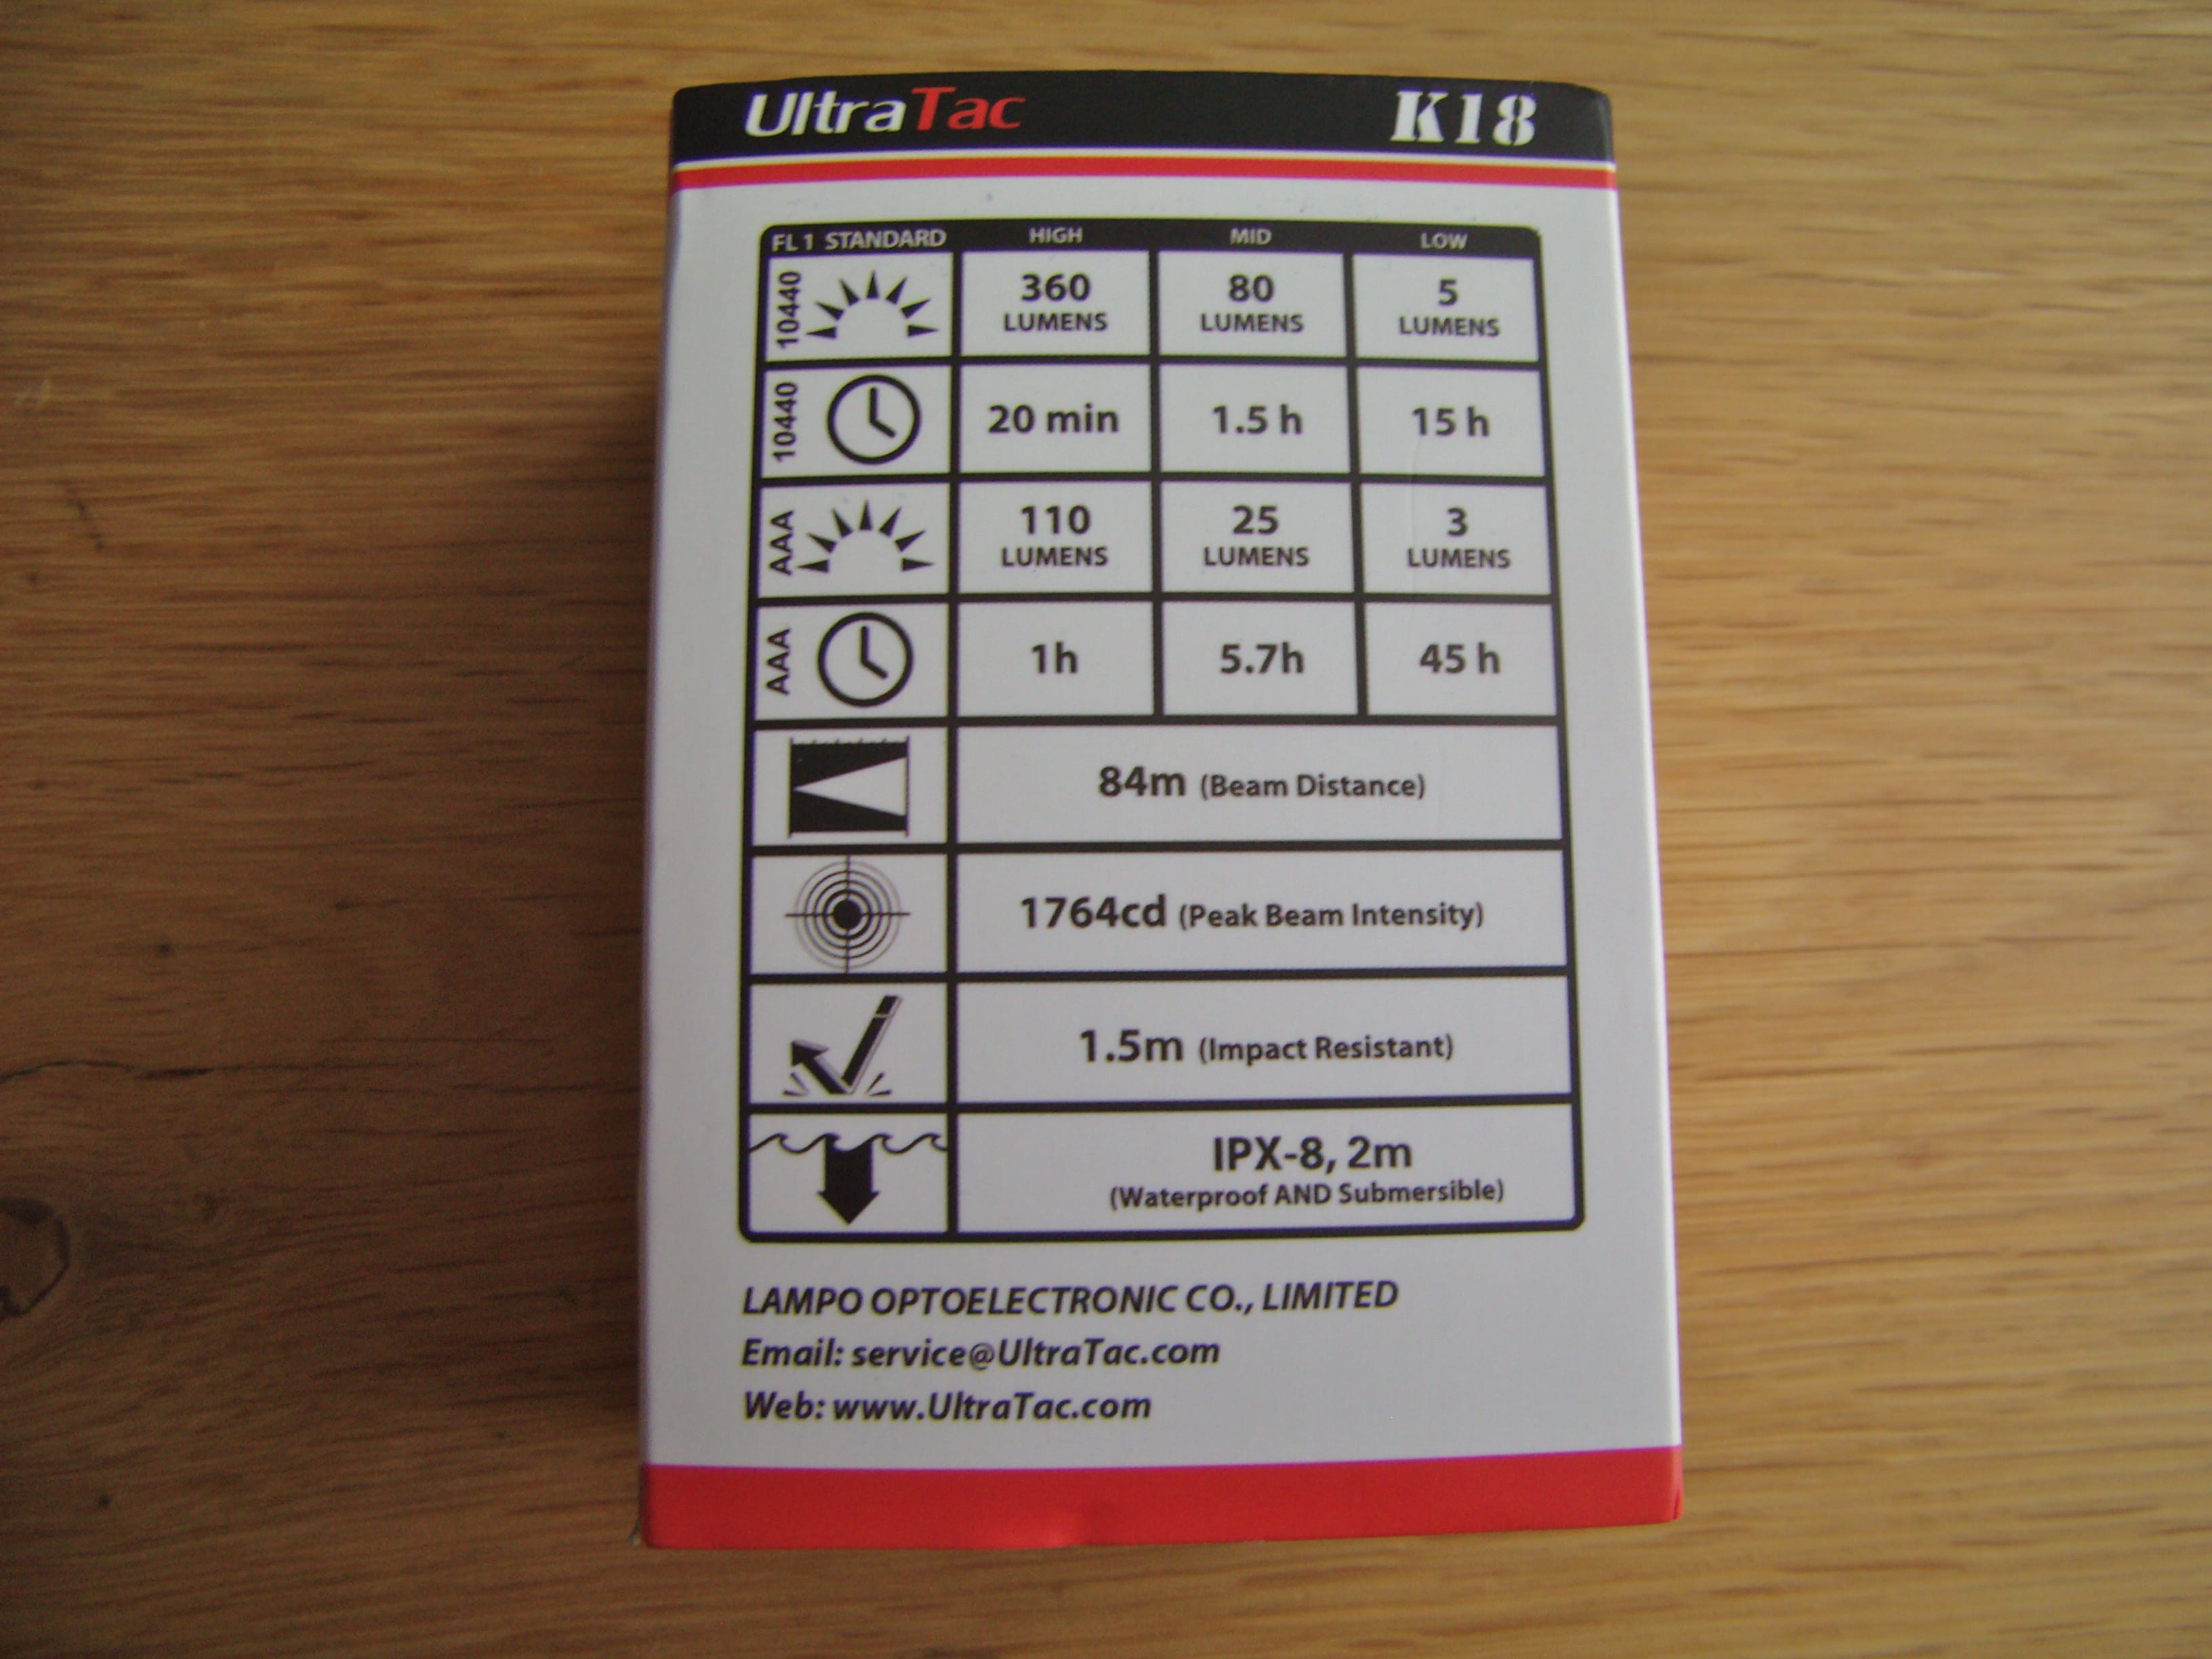 UltraTac K18
FL 1 STANDARD HIGH MID LOW
10440 360 80 5
LUMENS LUMENS LUMENS
10440 20 min 1.5 h 15 h
AAA 110 25 3
LUMENS LUMENS LUMENS
AAA 1h 5.7h 45 h
84m (Beam Distance)
1764cd (Peak Beam Intensity)
1.5m (Impact Resistant)
IPX-8, 2m
(Waterproof AND Submersible)
LAMPO OPTOELECTRONIC CO., LIMITED
Email: service@UltraTac.com
Web: www.UltraTac.com